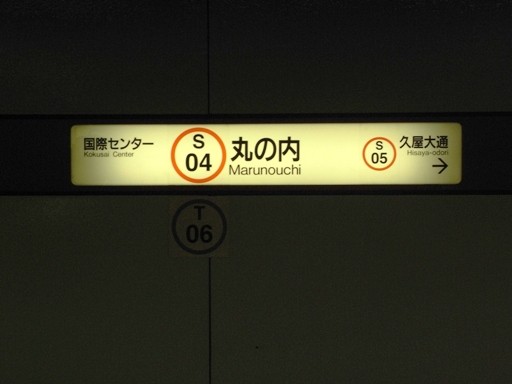 国際センター
Kokusai Center
S
04
丸の内
Marunouchi
S
05
久屋大通
Hisaya-odori
→
T
06